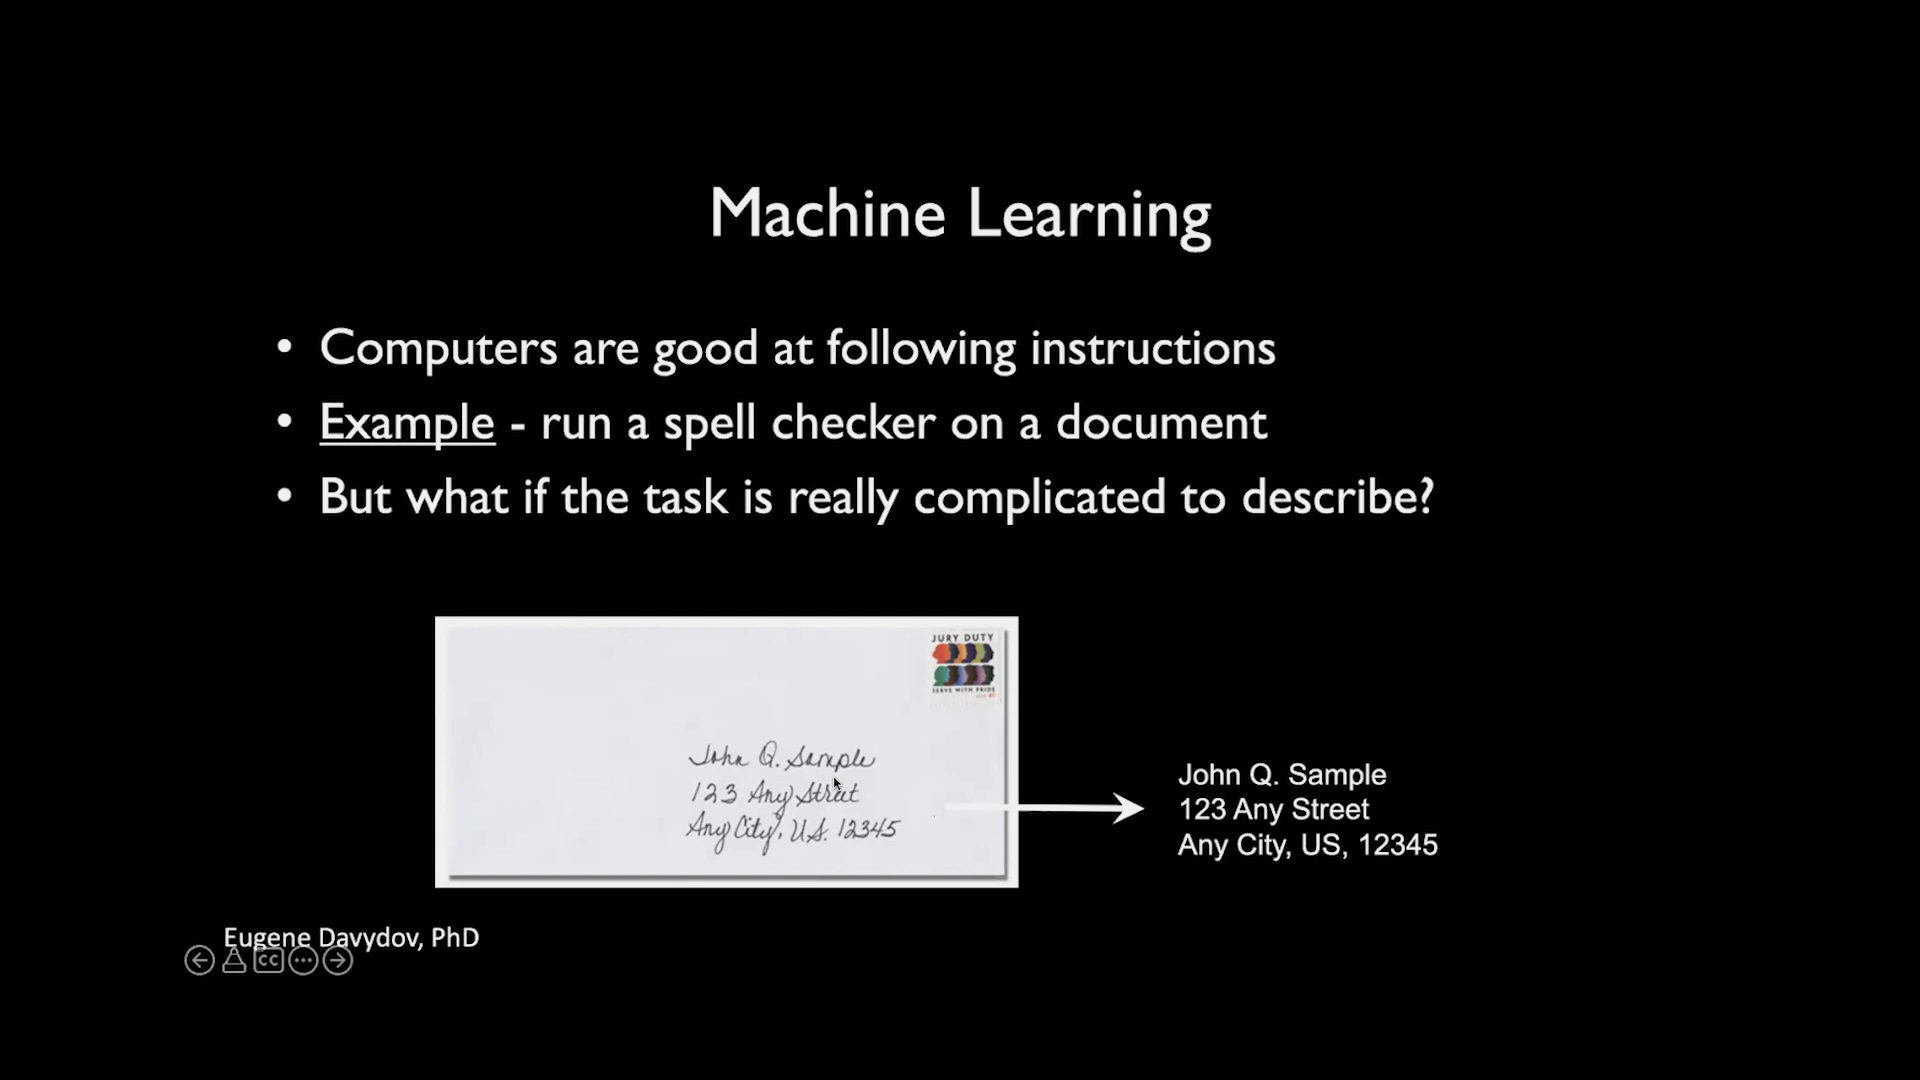 Machine Learning
• Computers are good at following instructions
• Example - run a spell checker on a document
• But what if the task is really complicated to describe?
JURY DUTY
SERVE WITH PRIDE
John Q. Sample
123 Any Street
Any City, U.S. 12345
John Q. Sample
123 Any Street
Any City, US, 12345
Eugene Davydov, PhD
CC